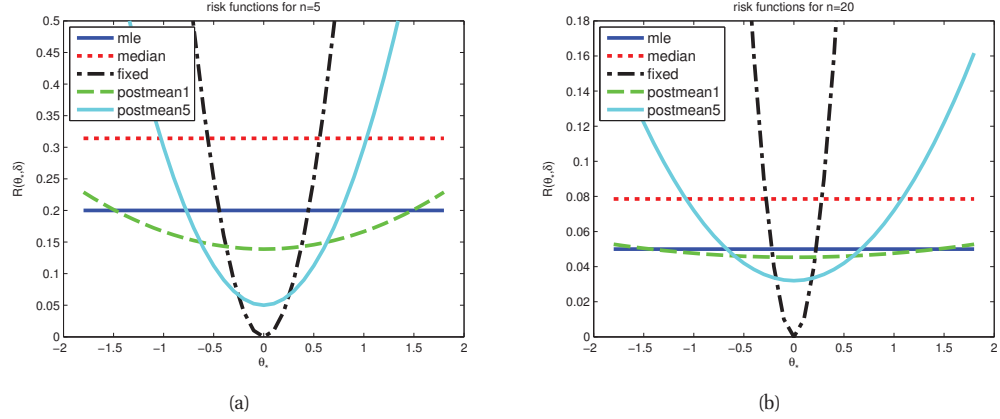 risk functions for n=5
0.5
0.45
0.4
0.35
0.3
0.25
0.2
0.15
0.1
0.05
0
R(θ*,δ)
mle
median
fixed
postmean1
postmean5
−2 −1.5 −1 −0.5 0 0.5 1 1.5 2
θ*
(a)
risk functions for n=20
0.18
0.16
0.14
0.12
0.1
0.08
0.06
0.04
0.02
0
R(θ*,δ)
mle
median
fixed
postmean1
postmean5
−2 −1.5 −1 −0.5 0 0.5 1 1.5 2
θ*
(b)